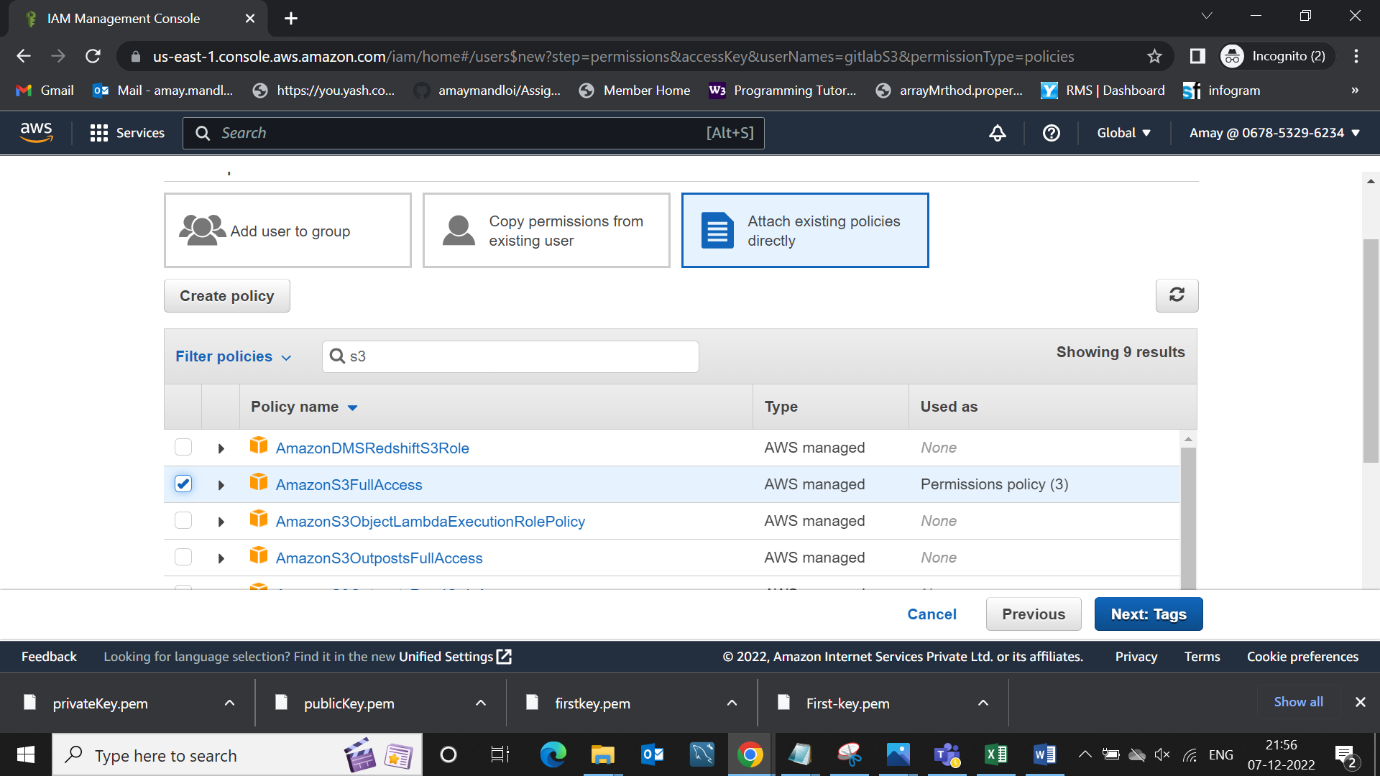 IAM Management Console
us-east-1.console.aws.amazon.com/iam/home#/users$new?step=permissions&accessKey&userNames=gitlabS3&permissionType=policies
Incognito (2)
Gmail
Mail - amay.mandl...
https://you.yash.co...
amaymandloi/Assig...
Member Home
W3 Programming Tutor...
arrayMrthod.proper...
RMS | Dashboard
infogram
»
aws
Services
Search
[Alt+S]
Global
Amay @ 0678-5329-6234
Add user to group
Copy permissions from
existing user
Attach existing policies
directly
Create policy
Filter policies
s3
Showing 9 results
Policy name
Type
Used as
AmazonDMSRedshiftS3Role AWS managed None
AmazonS3FullAccess AWS managed Permissions policy (3)
AmazonS3ObjectLambdaExecutionRolePolicy AWS managed None
AmazonS3OutpostsFullAccess AWS managed None
Cancel
Previous
Next: Tags
Feedback
Looking for language selection? Find it in the new Unified Settings
© 2022, Amazon Internet Services Private Ltd. or its affiliates.
Privacy
Terms
Cookie preferences
privateKey.pem
publicKey.pem
firstkey.pem
First-key.pem
Show all
Type here to search
ENG
21:56
07-12-2022
2